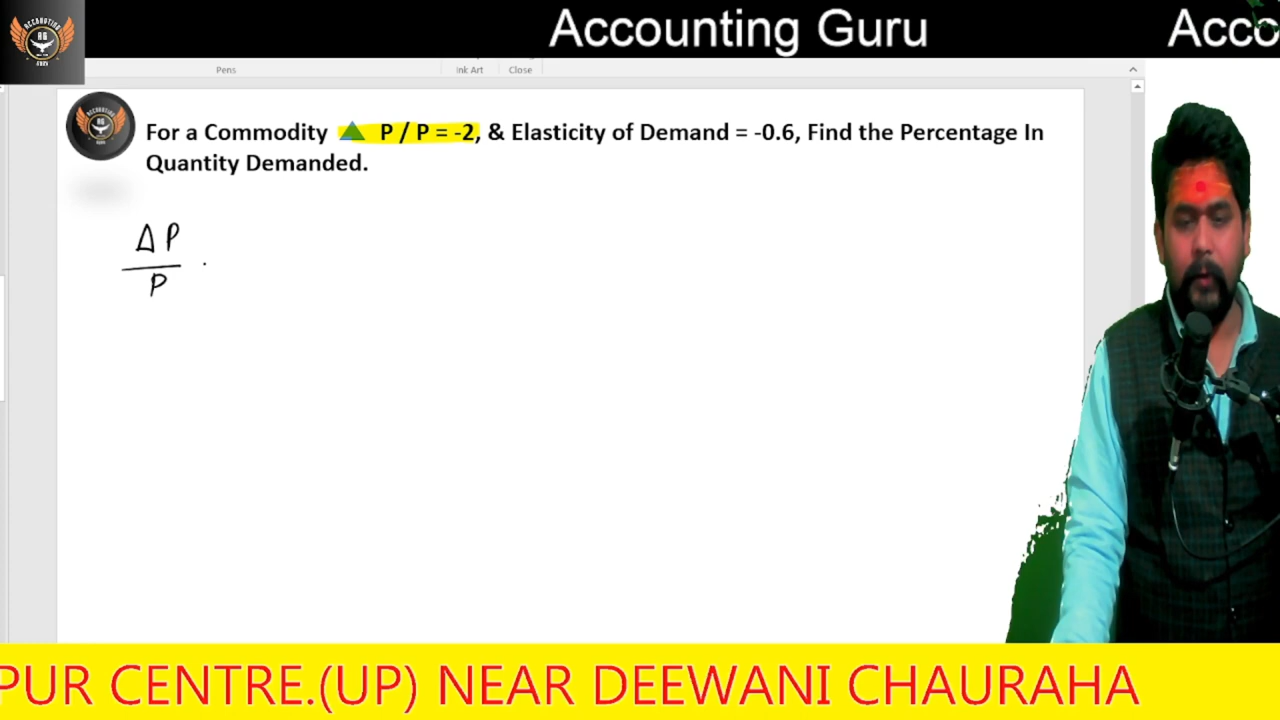 Accounting Guru
Acco
Pens
Ink Art
Close
For a Commodity ▲ P / P = -2, & Elasticity of Demand = -0.6, Find the Percentage In
Quantity Demanded.
Δ P
P
PUR CENTRE.(UP) NEAR DEEWANI CHAURAHA